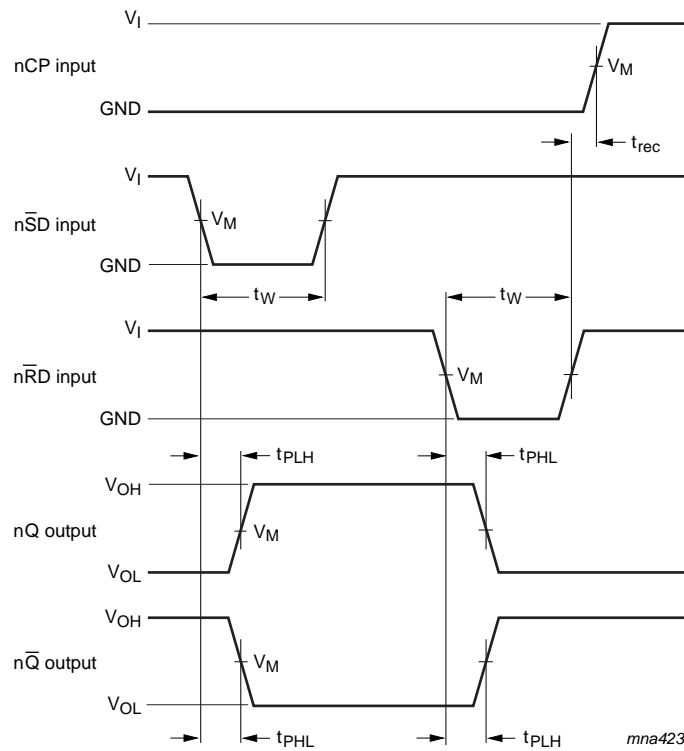 V_I
nCP input
V_M
GND
t_rec
V_I
nS̅D input
V_M
GND
t_W
t_W
V_I
nR̅D input
V_M
GND
t_PLH
t_PHL
V_OH
nQ output
V_M
V_OL
V_OH
nQ̅ output
V_M
V_OL
t_PHL
t_PLH
mna423